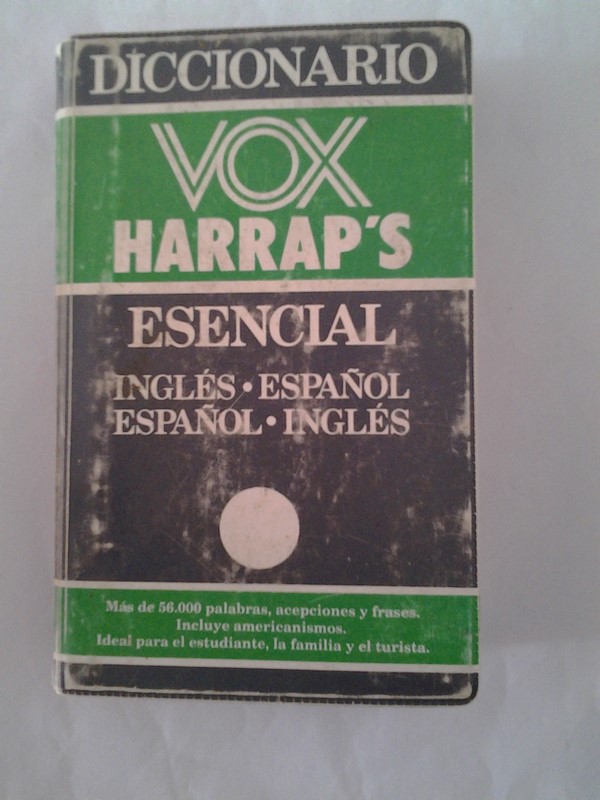 DICCIONARIO
VOX
HARRAP'S
ESENCIAL
INGLÉS • ESPAÑOL
ESPAÑOL • INGLÉS
Más de 56.000 palabras, acepciones y frases.
Incluye americanismos.
Ideal para el estudiante, la familia y el turista.